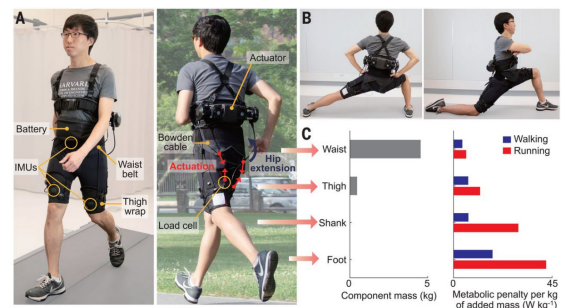 A
HARVARD
Battery
IMUs
Waist
belt
Thigh
wrap
Actuator
Bowden
cable
Actuation
Hip
extension
Load cell
B
C
Waist
Thigh
Shank
Foot
0
5
Component mass (kg)
Walking
Running
0
45
Metabolic penalty per kg
of added mass (W kg⁻¹)